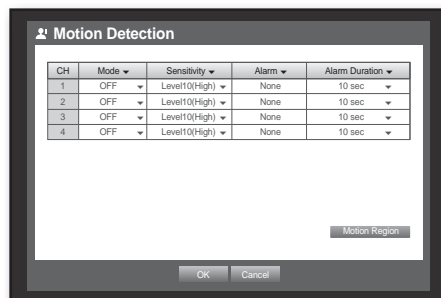 Motion Detection
CH Mode Sensitivity Alarm Alarm Duration
1 OFF Level10(High) None 10 sec
2 OFF Level10(High) None 10 sec
3 OFF Level10(High) None 10 sec
4 OFF Level10(High) None 10 sec
Motion Region
OK Cancel